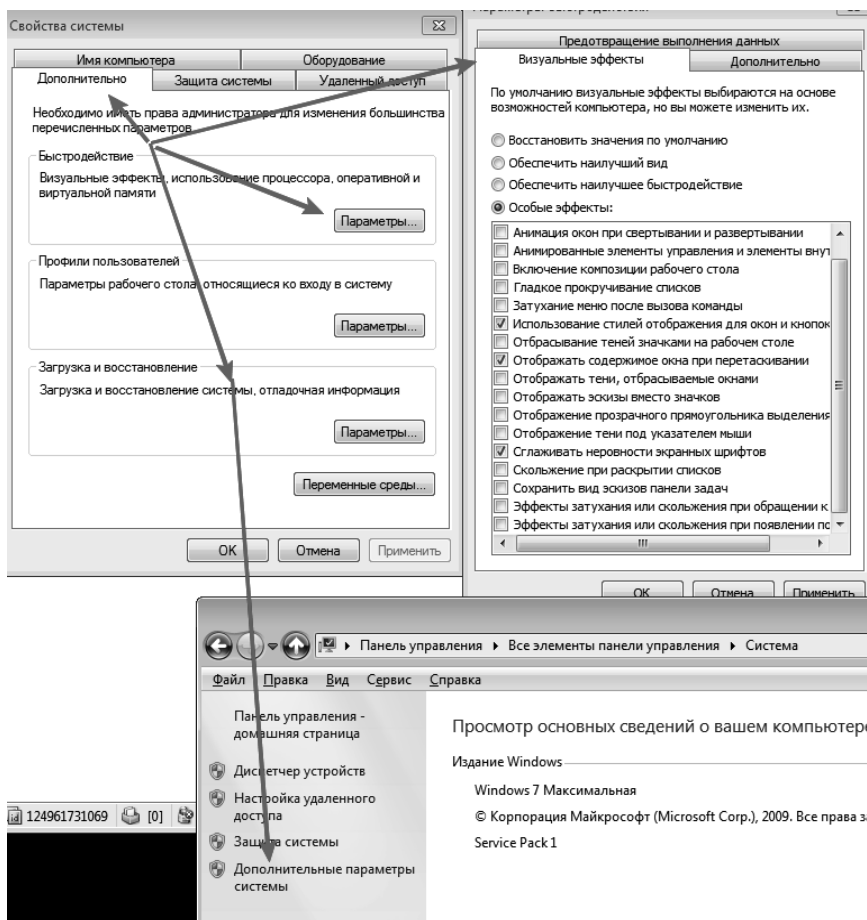 Свойства системы
Имя компьютера
Оборудование
Дополнительно
Защита системы
Удаленный доступ
Необходимо иметь права администратора для изменения большинства
перечисленных параметров
Быстродействие
Визуальные эффекты, использование процессора, оперативной и
виртуальной памяти
Параметры...
Профили пользователей
Параметры рабочего стола, относящиеся ко входу в систему
Параметры...
Загрузка и восстановление
Загрузка и восстановление системы, отладочная информация
Параметры...
Переменные среды...
OK
Отмена
Применить
Предотвращение выполнения данных
Визуальные эффекты
Дополнительно
По умолчанию визуальные эффекты выбираются на основе
возможностей компьютера, но вы можете изменить их.
Восстановить значения по умолчанию
Обеспечить наилучший вид
Обеспечить наилучшее быстродействие
Особые эффекты:
Анимация окон при свертывании и развертывании
Анимированные элементы управления и элементы внут
Включение композиции рабочего стола
Гладкое прокручивание списков
Затухание меню после вызова команды
Использование стилей отображения для окон и кнопок
Отбрасывание теней значками на рабочем столе
Отображать содержимое окна при перетаскивании
Отображать тени, отбрасываемые окнами
Отображать эскизы вместо значков
Отображение прозрачного прямоугольника выделения
Отображение тени под указателем мыши
Сглаживать неровности экранных шрифтов
Скольжение при раскрытии списков
Сохранить вид эскизов панели задач
Эффекты затухания или скольжения при обращении к
Эффекты затухания или скольжения при появлении по
OK
Отмена
Применить
Панель управления
Все элементы панели управления
Система
Файл Правка Вид Сервис Справка
Панель управления -
домашняя страница
Диспетчер устройств
Настройка удаленного
доступа
Защита системы
Дополнительные параметры
системы
Просмотр основных сведений о вашем компьютере
Издание Windows
Windows 7 Максимальная
© Корпорация Майкрософт (Microsoft Corp.), 2009. Все права за
Service Pack 1
id 124961731069 [0]